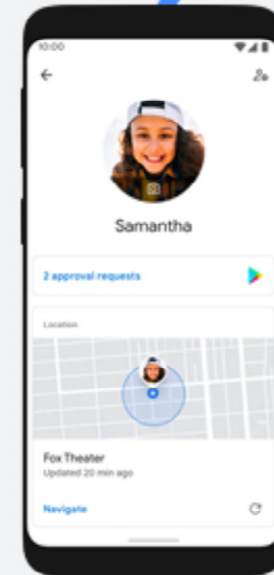 10:00
Samantha
2 approval requests
Location
Fox Theater
Updated 20 min ago
Navigate